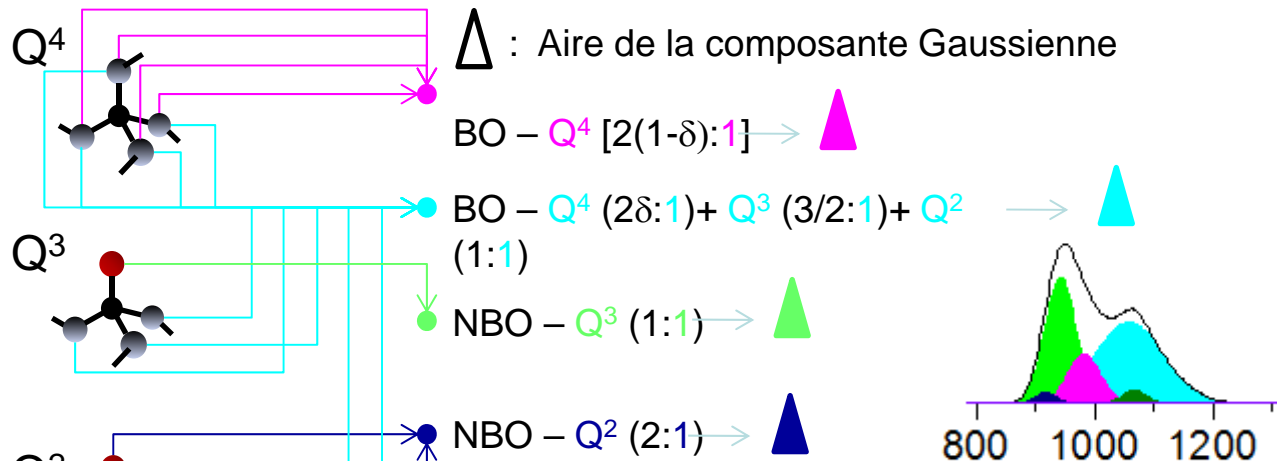 Q⁴
: Aire de la composante Gaussienne
BO – Q⁴ [2(1-δ):1]
BO – Q⁴ (2δ:1)+ Q³ (3/2:1)+ Q²
(1:1)
Q³
NBO – Q³ (1:1)
NBO – Q² (2:1)
800 1000 1200